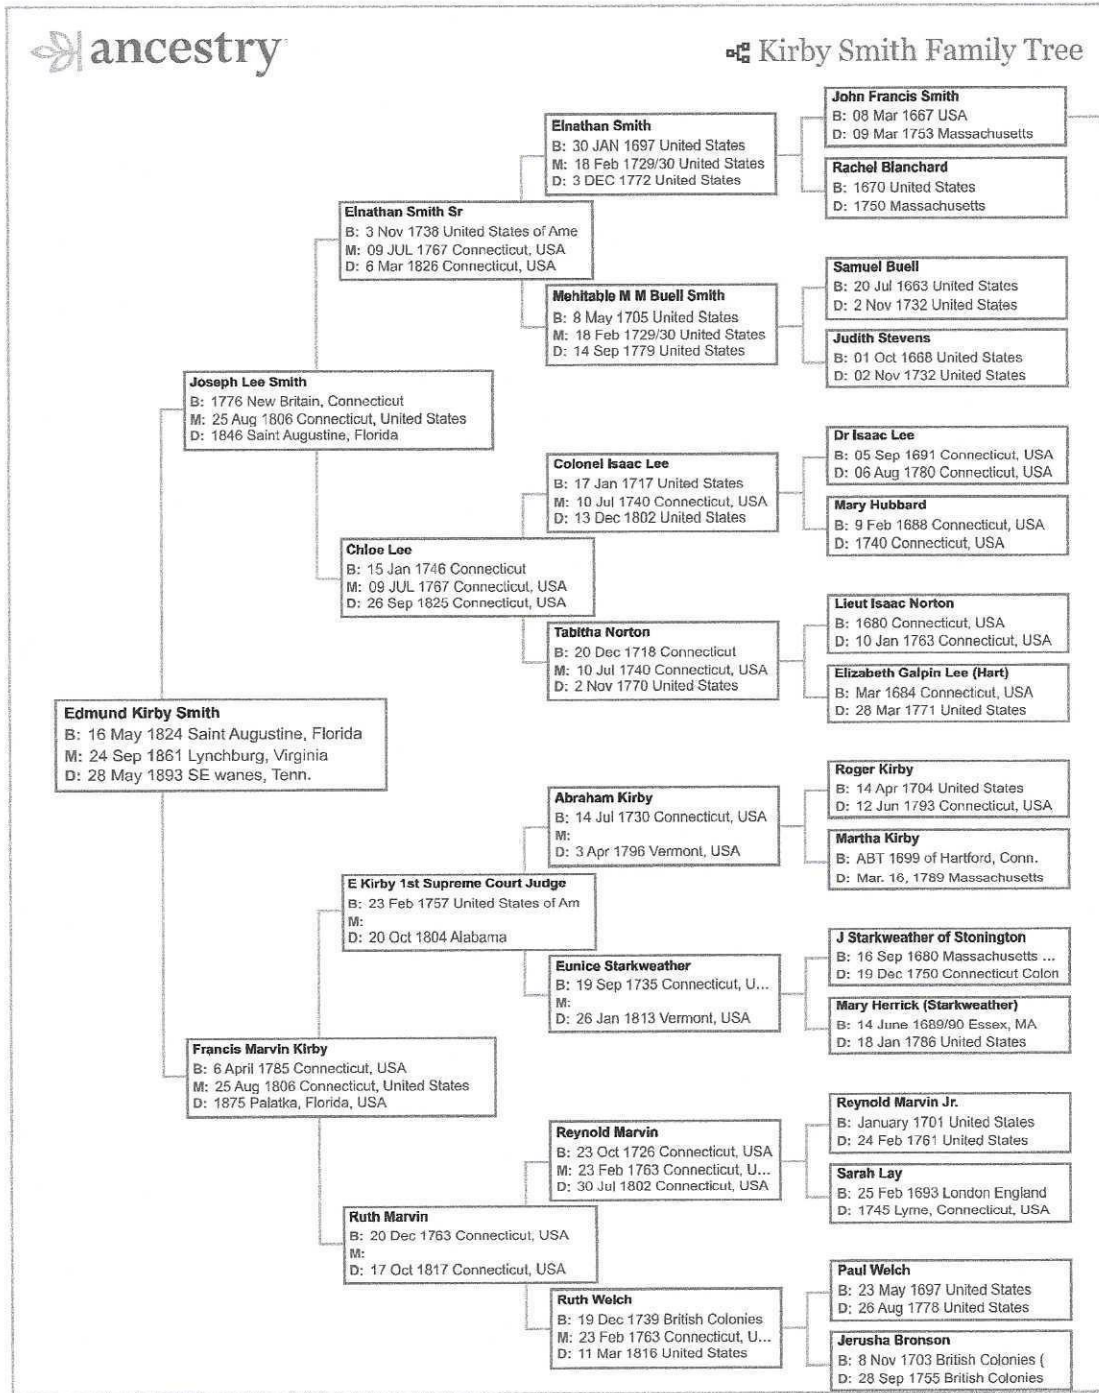 ancestry
Kirby Smith Family Tree
John Francis Smith
B: 08 Mar 1667 USA
D: 09 Mar 1753 Massachusetts
Elnathan Smith
B: 30 JAN 1697 United States
M: 18 Feb 1729/30 United States
D: 3 DEC 1772 United States
Rachel Blanchard
B: 1670 United States
D: 1750 Massachusetts
Elnathan Smith Sr
B: 3 Nov 1738 United States of Ame
M: 09 JUL 1767 Connecticut, USA
D: 6 Mar 1826 Connecticut, USA
Samuel Buell
B: 20 Jul 1663 United States
D: 2 Nov 1732 United States
Mehitable M M Buell Smith
B: 8 May 1705 United States
M: 18 Feb 1729/30 United States
D: 14 Sep 1779 United States
Judith Stevens
B: 01 Oct 1668 United States
D: 02 Nov 1732 United States
Joseph Lee Smith
B: 1776 New Britain, Connecticut
M: 25 Aug 1806 Connecticut, United States
D: 1846 Saint Augustine, Florida
Dr Isaac Lee
B: 05 Sep 1691 Connecticut, USA
D: 06 Aug 1780 Connecticut, USA
Colonel Isaac Lee
B: 17 Jan 1717 United States
M: 10 Jul 1740 Connecticut, USA
D: 13 Dec 1802 United States
Mary Hubbard
B: 9 Feb 1688 Connecticut, USA
D: 1740 Connecticut, USA
Chloe Lee
B: 15 Jan 1746 Connecticut
M: 09 JUL 1767 Connecticut, USA
D: 26 Sep 1825 Connecticut, USA
Lieut Isaac Norton
B: 1680 Connecticut, USA
D: 10 Jan 1763 Connecticut, USA
Tabitha Norton
B: 20 Dec 1718 Connecticut
M: 10 Jul 1740 Connecticut, USA
D: 2 Nov 1770 United States
Elizabeth Galpin Lee (Hart)
B: Mar 1684 Connecticut, USA
D: 28 Mar 1771 United States
Edmund Kirby Smith
B: 16 May 1824 Saint Augustine, Florida
M: 24 Sep 1861 Lynchburg, Virginia
D: 28 May 1893 SE wanes, Tenn.
Roger Kirby
B: 14 Apr 1704 United States
D: 12 Jun 1793 Connecticut, USA
Abraham Kirby
B: 14 Jul 1730 Connecticut, USA
M:
D: 3 Apr 1796 Vermont, USA
Martha Kirby
B: ABT 1699 of Hartford, Conn.
D: Mar. 16, 1789 Massachusetts
E Kirby 1st Supreme Court Judge
B: 23 Feb 1757 United States of Am
M:
D: 20 Oct 1804 Alabama
J Starkweather of Stonington
B: 16 Sep 1680 Massachusetts ...
D: 19 Dec 1750 Connecticut Colon
Eunice Starkweather
B: 19 Sep 1735 Connecticut, U...
M:
D: 26 Jan 1813 Vermont, USA
Mary Herrick (Starkweather)
B: 14 June 1689/90 Essex, MA
D: 18 Jan 1786 United States
Francis Marvin Kirby
B: 6 April 1785 Connecticut, USA
M: 25 Aug 1806 Connecticut, United States
D: 1875 Palatka, Florida, USA
Reynold Marvin Jr.
B: January 1701 United States
D: 24 Feb 1761 United States
Reynold Marvin
B: 23 Oct 1726 Connecticut, USA
M: 23 Feb 1763 Connecticut, U...
D: 30 Jul 1802 Connecticut, USA
Sarah Lay
B: 25 Feb 1693 London England
D: 1745 Lyme, Connecticut, USA
Ruth Marvin
B: 20 Dec 1763 Connecticut, USA
M:
D: 17 Oct 1817 Connecticut, USA
Paul Welch
B: 23 May 1697 United States
D: 26 Aug 1778 United States
Ruth Welch
B: 19 Dec 1739 British Colonies
M: 23 Feb 1763 Connecticut, U...
D: 11 Mar 1816 United States
Jerusha Bronson
B: 8 Nov 1703 British Colonies (
D: 28 Sep 1755 British Colonies